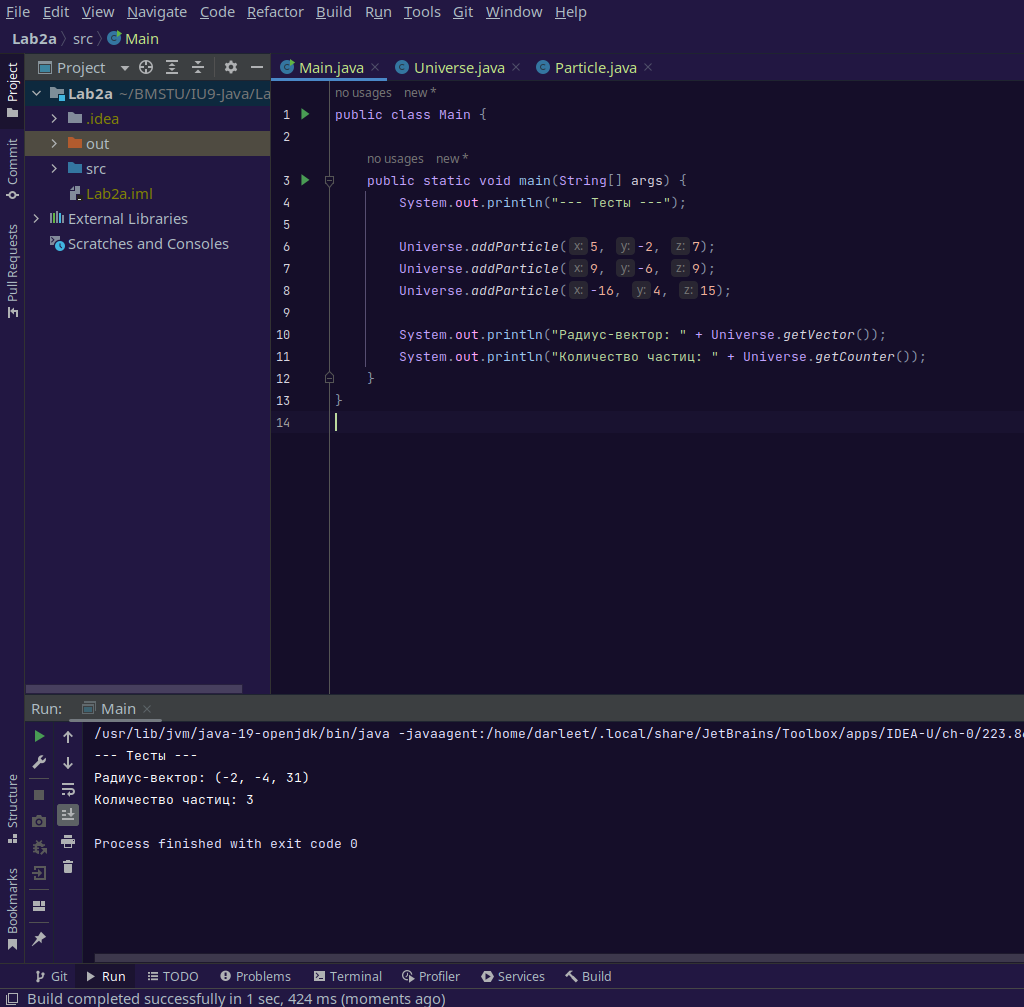 File Edit View Navigate Code Refactor Build Run Tools Git Window Help
Lab2a src Main
Project
Main.java Universe.java Particle.java
Lab2a ~/BMSTU/IU9-Java/La
.idea
out
src
Lab2a.iml
External Libraries
Scratches and Consoles
Project
Commit
Pull Requests
Structure
Bookmarks
no usages new *
1 public class Main {
2
no usages new *
3 public static void main(String[] args) {
4 System.out.println("--- Тесты ---");
5
6 Universe.addParticle( x: 5, y: -2, z: 7);
7 Universe.addParticle( x: 9, y: -6, z: 9);
8 Universe.addParticle( x: -16, y: 4, z: 15);
9
10 System.out.println("Радиус-вектор: " + Universe.getVector());
11 System.out.println("Количество частиц: " + Universe.getCounter());
12 }
13 }
14
Run: Main
/usr/lib/jvm/java-19-openjdk/bin/java -javaagent:/home/darleet/.local/share/JetBrains/Toolbox/apps/IDEA-U/ch-0/223.86
--- Тесты ---
Радиус-вектор: (-2, -4, 31)
Количество частиц: 3
Process finished with exit code 0
Git Run TODO Problems Terminal Profiler Services Build
Build completed successfully in 1 sec, 424 ms (moments ago)